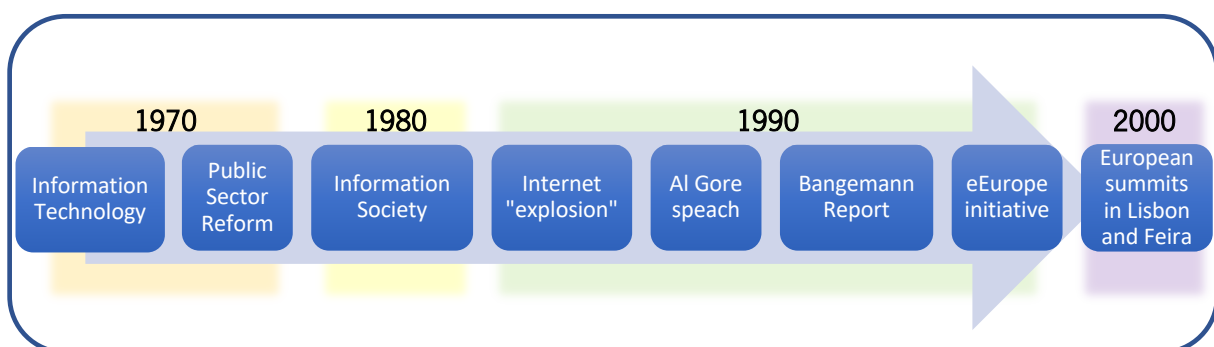 1970
1980
1990
2000
Information
Technology
Public
Sector
Reform
Information
Society
Internet
"explosion"
Al Gore
speach
Bangemann
Report
eEurope
initiative
European
summits
in Lisbon
and Feira